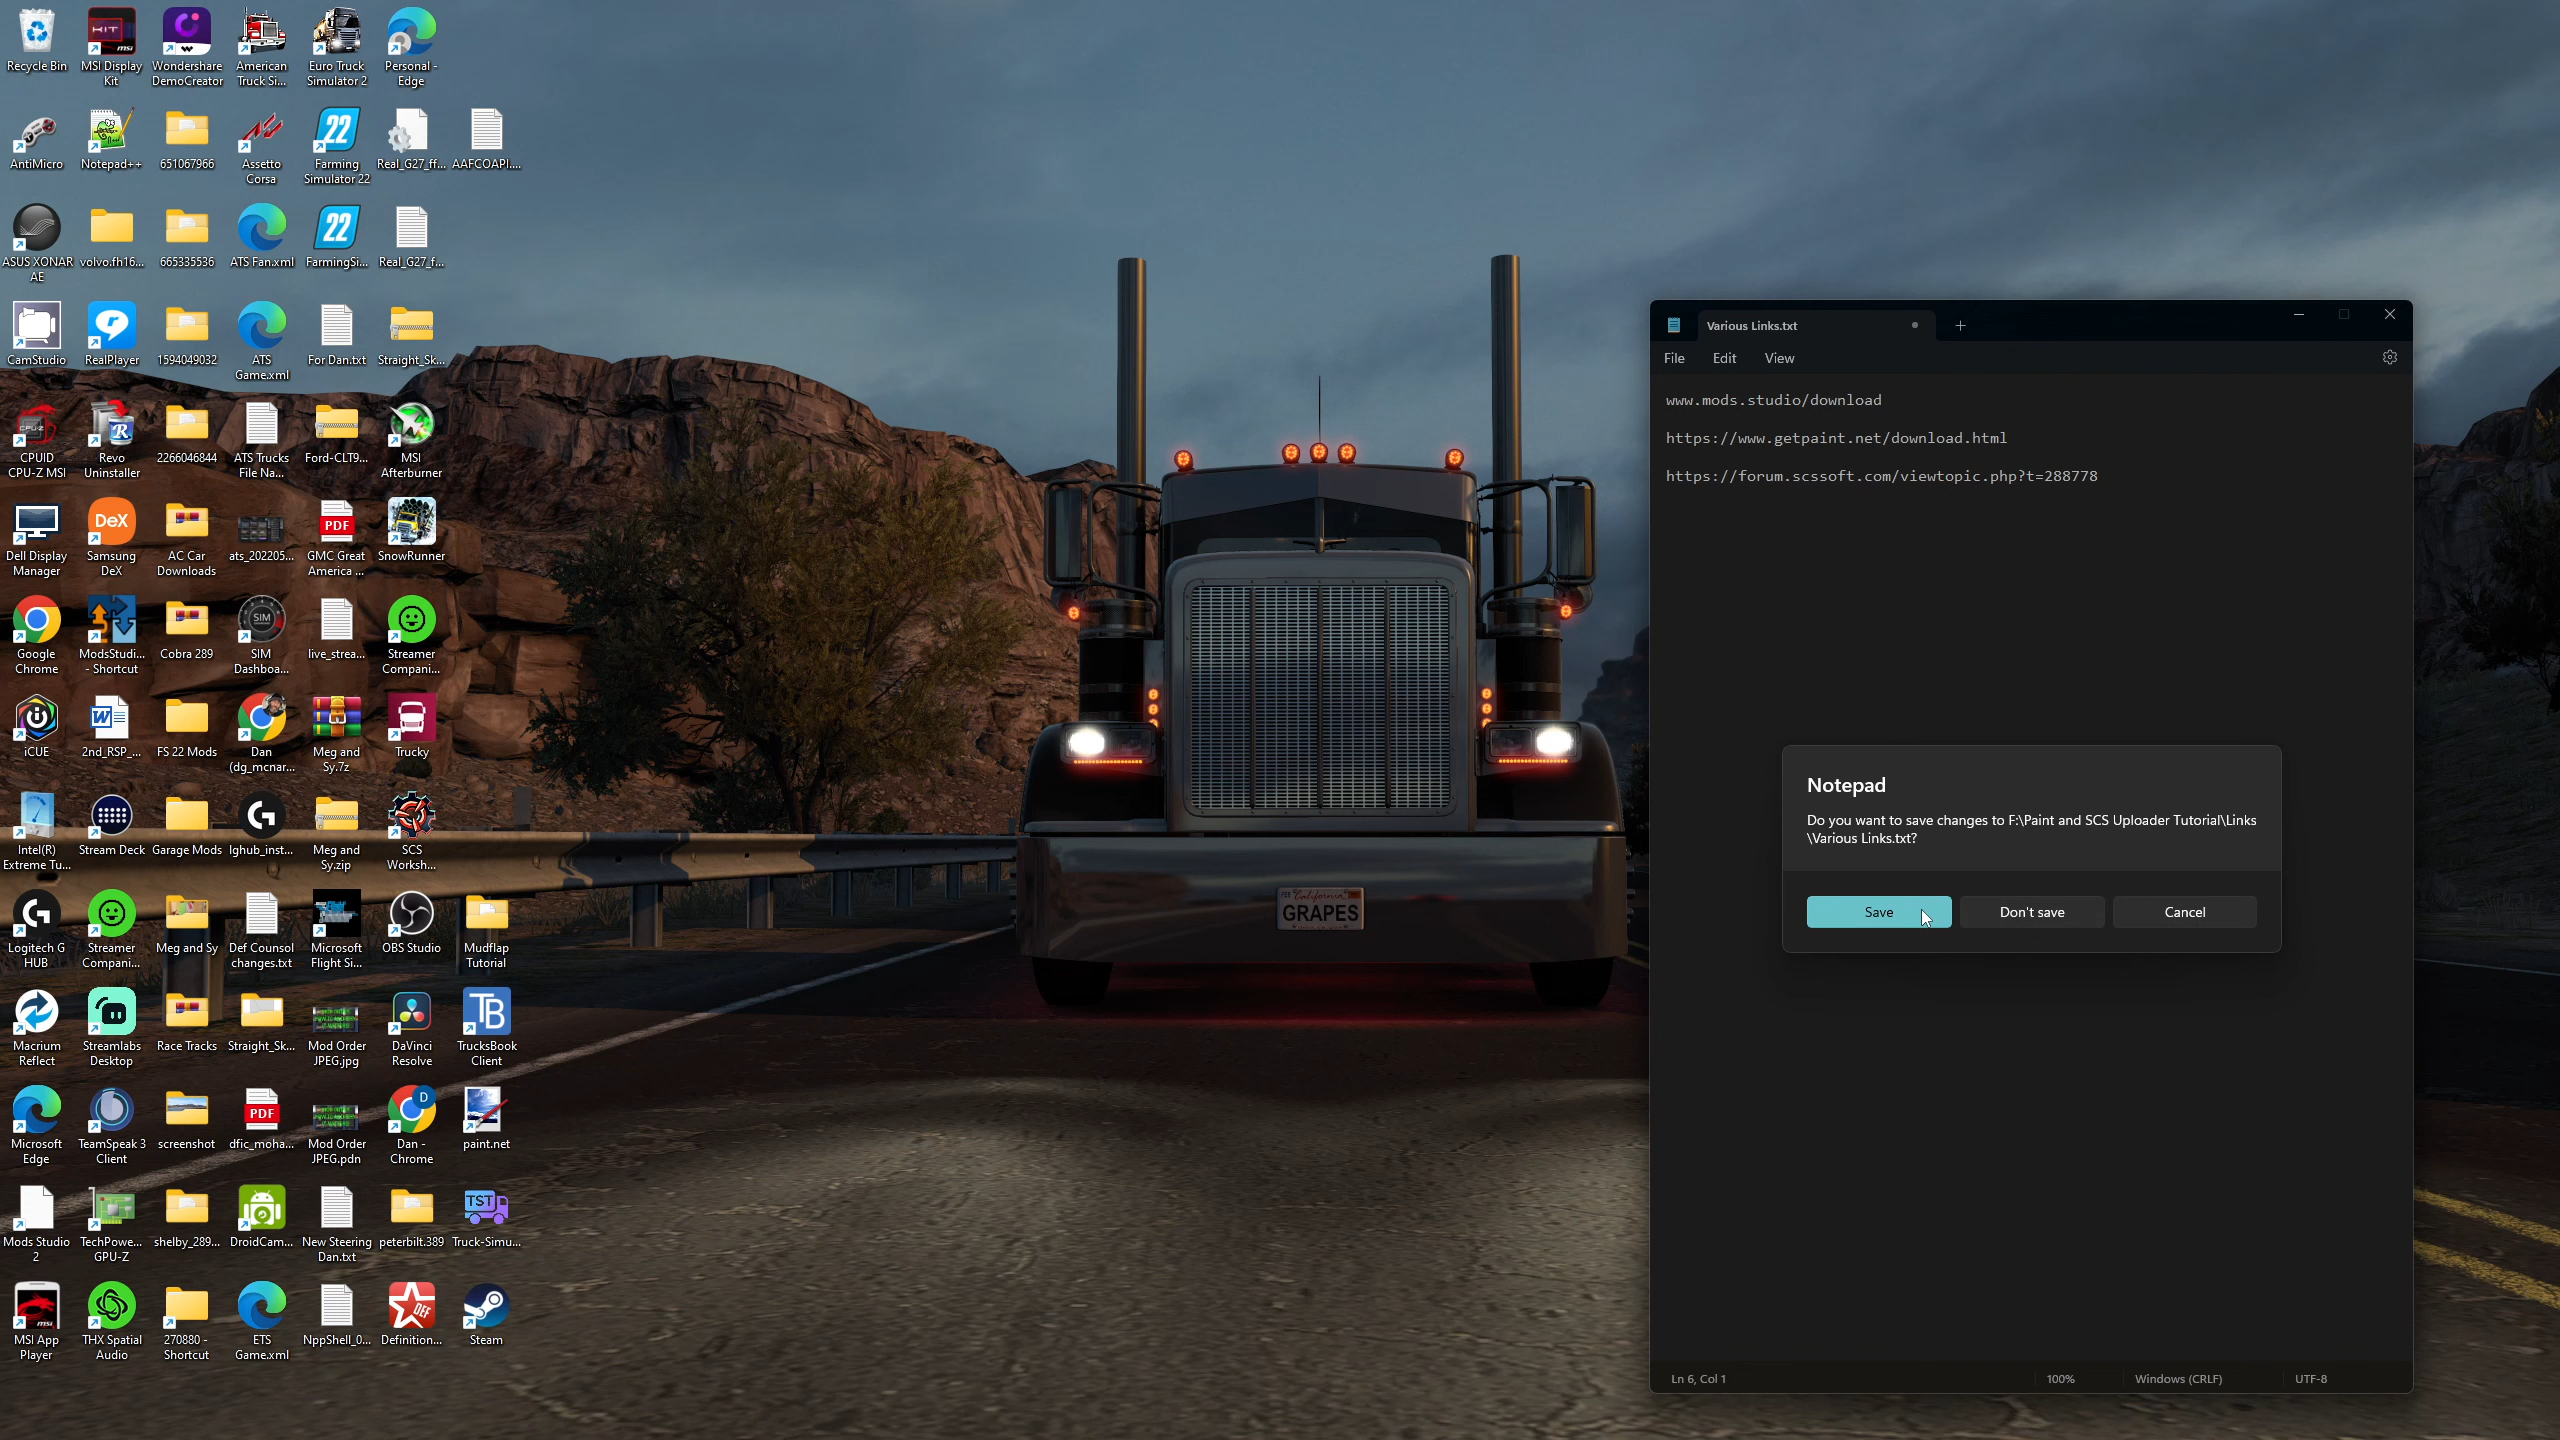 Recycle Bin
MSI Display
Kit
Wondershare
DemoCreator
American
Truck Si...
Euro Truck
Simulator 2
Personal -
Edge
AntiMicro
Notepad++
651067966
Assetto
Corsa
Farming
Simulator 22
Real_G27_ff...
AAFCOAPI....
ASUS XONAR
AE
volvo.fh16...
665335536
ATS Fan.xml
FarmingSi...
Real_G27_f...
CamStudio
RealPlayer
1594049032
ATS
Game.xml
For Dan.txt
Straight_Sk...
CPUID
CPU-Z MSI
Revo
Uninstaller
2266046844
ATS Trucks
File Na...
Ford-CLT9...
MSI
Afterburner
Dell Display
Manager
Samsung
DeX
AC Car
Downloads
ats_202205...
GMC Great
America ...
SnowRunner
Google
Chrome
ModsStudi...
- Shortcut
Cobra 289
SIM
Dashboa...
live_strea...
Streamer
Compani...
iCUE
2nd_RSP_...
FS 22 Mods
Dan
(dg_mcnar...
Meg and
Sy.7z
Trucky
Intel(R)
Extreme Tu...
Stream Deck
Garage Mods
lghub_inst...
Meg and
Sy.zip
SCS
Worksh...
Logitech G
HUB
Streamer
Compani...
Meg and Sy
Def Counsol
changes.txt
Microsoft
Flight Si...
OBS Studio
Mudflap
Tutorial
Macrium
Reflect
Streamlabs
Desktop
Race Tracks
Straight_Sk...
Mod Order
JPEG.jpg
DaVinci
Resolve
TrucksBook
Client
Microsoft
Edge
TeamSpeak 3
Client
screenshot
dfic_moha...
Mod Order
JPEG.pdn
Dan -
Chrome
paint.net
Mods Studio
2
TechPowe...
GPU-Z
shelby_289...
DroidCam...
New Steering
Dan.txt
peterbilt.389
Truck-Simu...
MSI App
Player
THX Spatial
Audio
270880 -
Shortcut
ETS
Game.xml
NppShell_0...
Definition...
Steam
California
GRAPES
Various Links.txt
File Edit View
www.mods.studio/download
https://www.getpaint.net/download.html
https://forum.scssoft.com/viewtopic.php?t=288778
Notepad
Do you want to save changes to F:\Paint and SCS Uploader Tutorial\Links
\Various Links.txt?
Save Don't save Cancel
Ln 6, Col 1 100% Windows (CRLF) UTF-8